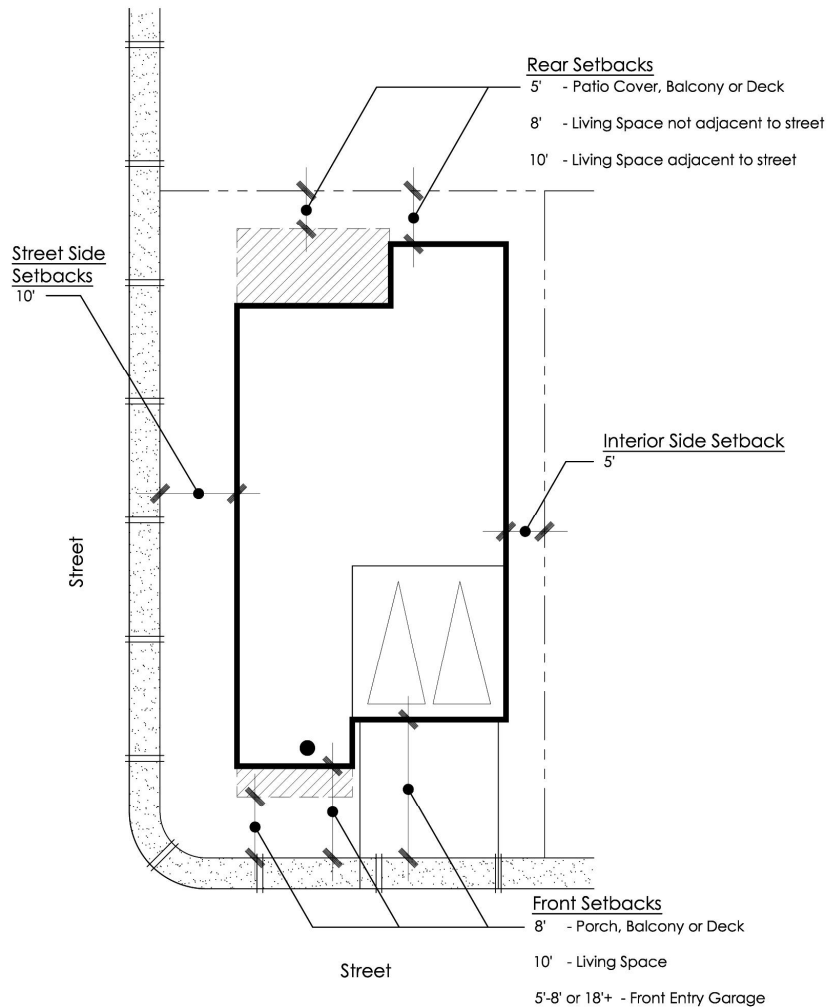 Rear Setbacks
5' - Patio Cover, Balcony or Deck
8' - Living Space not adjacent to street
10' - Living Space adjacent to street
Street Side
Setbacks
10'
Interior Side Setback
5'
Street
Front Setbacks
8' - Porch, Balcony or Deck
10' - Living Space
5'-8' or 18'+ - Front Entry Garage
Street